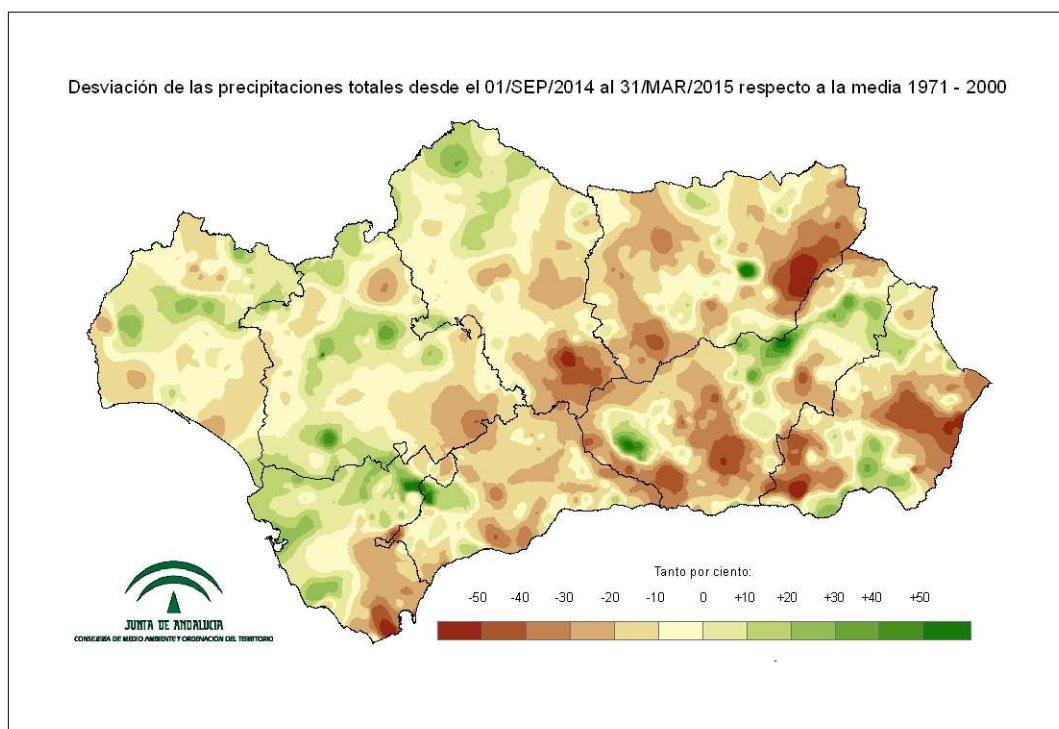 Desviación de las precipitaciones totales desde el 01/SEP/2014 al 31/MAR/2015 respecto a la media 1971 - 2000
Tanto por ciento:
-50 -40 -30 -20 -10 0 +10 +20 +30 +40 +50
JUNTA DE ANDALUCIA
CONSEJERÍA DE MEDIO AMBIENTE Y ORDENACIÓN DEL TERRITORIO